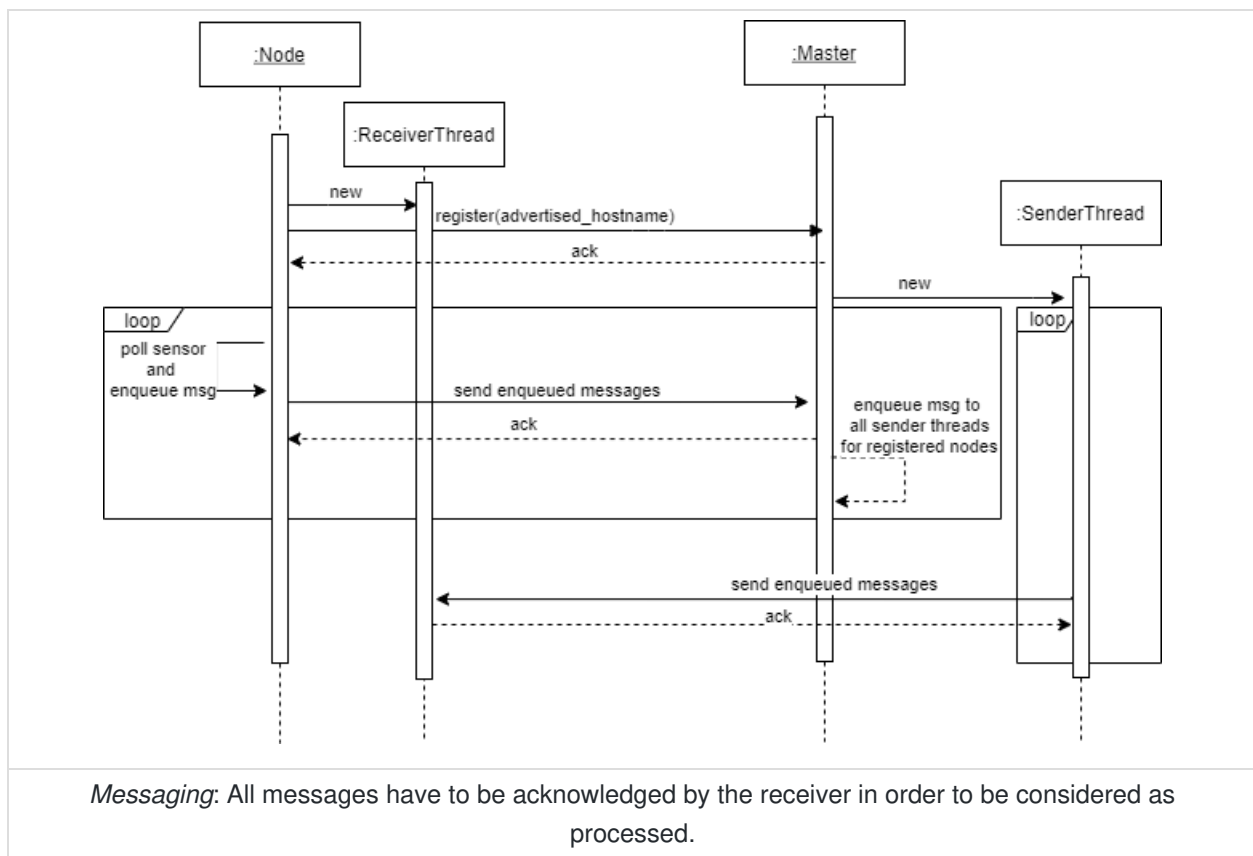 :Node
:Master
:ReceiverThread
:SenderThread
new
register(advertised_hostname)
ack
new
loop
loop
poll sensor
and
enqueue msg
send enqueued messages
ack
enqueue msg to
all sender threads
for registered nodes
send enqueued messages
ack
Messaging: All messages have to be acknowledged by the receiver in order to be considered as
processed.